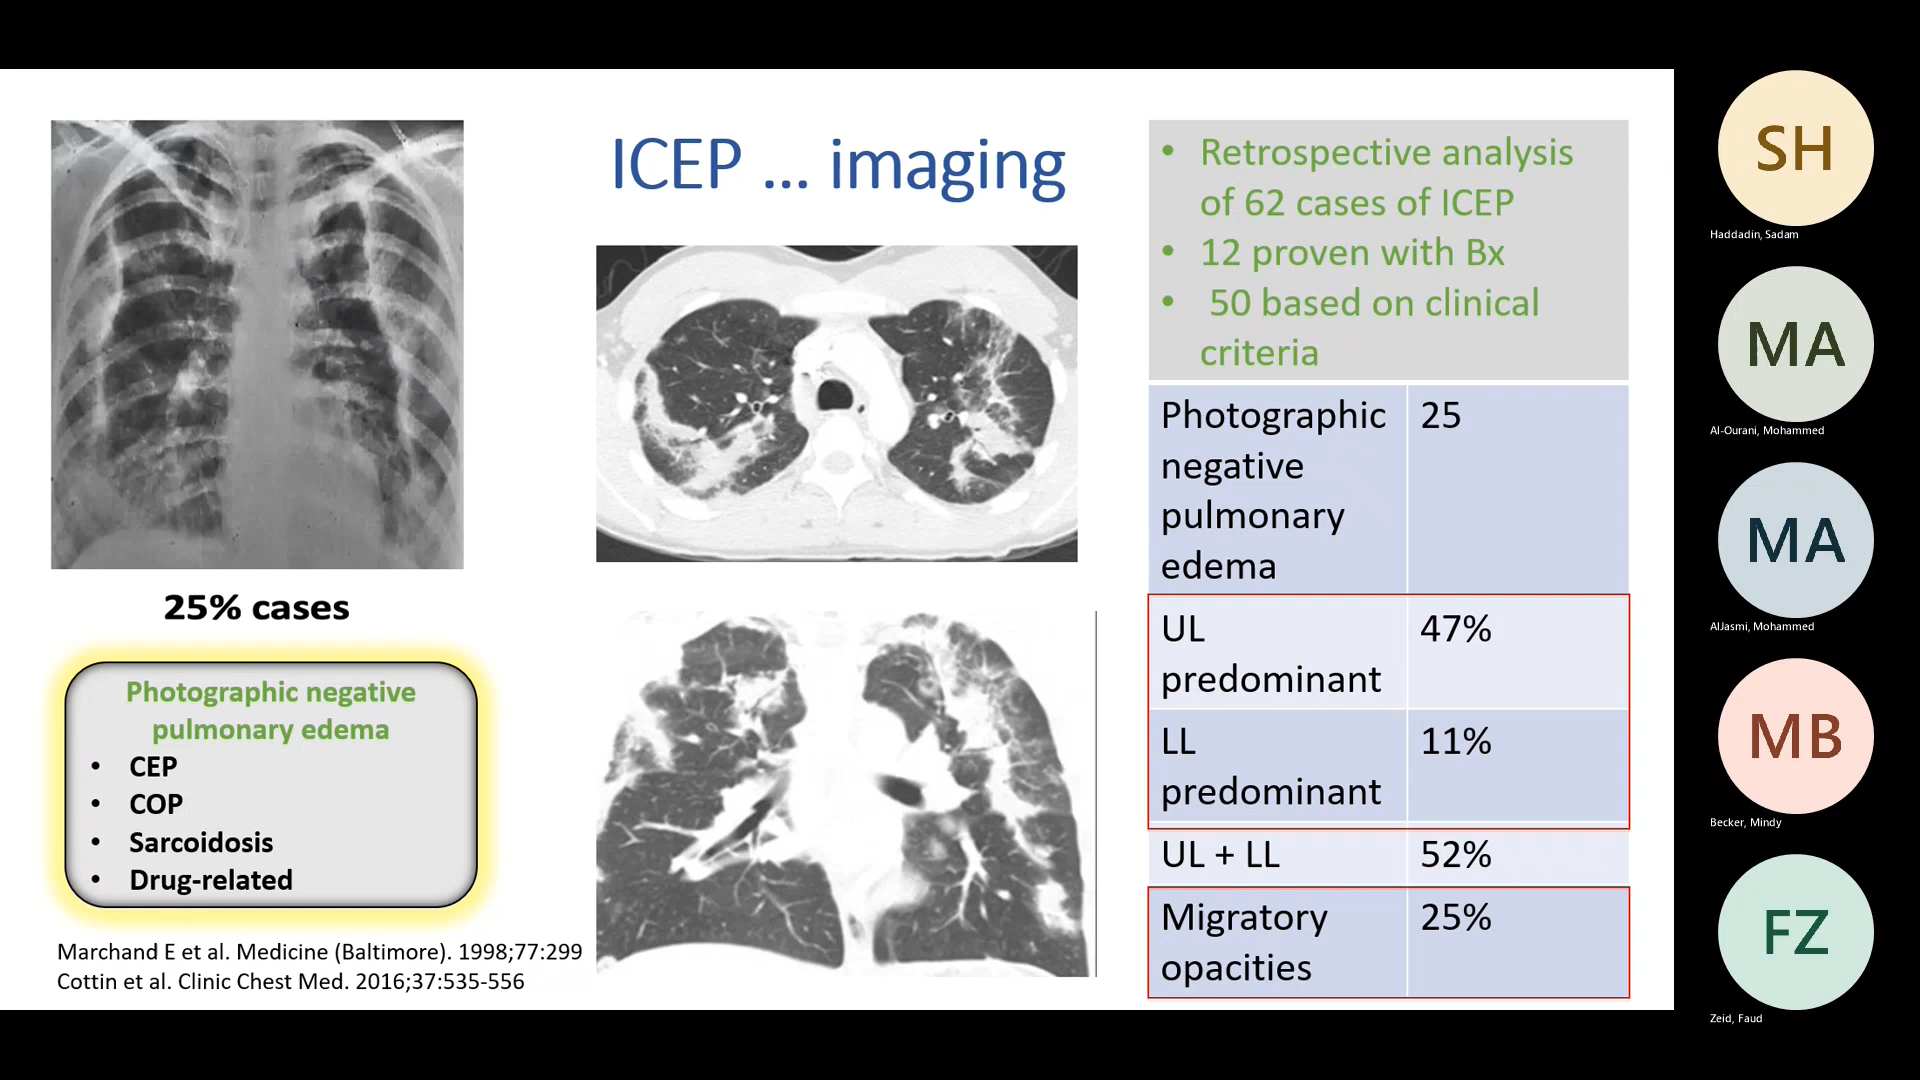 ICEP ... imaging
25% cases
Photographic negative
pulmonary edema
• CEP
• COP
• Sarcoidosis
• Drug-related
Marchand E et al. Medicine (Baltimore). 1998;77:299
Cottin et al. Clinic Chest Med. 2016;37:535-556
• Retrospective analysis
of 62 cases of ICEP
• 12 proven with Bx
• 50 based on clinical
criteria
Photographic 25
negative
pulmonary
edema
UL 47%
predominant
LL 11%
predominant
UL + LL 52%
Migratory 25%
opacities
SH
Haddadin, Sadam
MA
Al-Ourani, Mohammed
MA
AlJasmi, Mohammed
MB
Becker, Mindy
FZ
Zeid, Faud